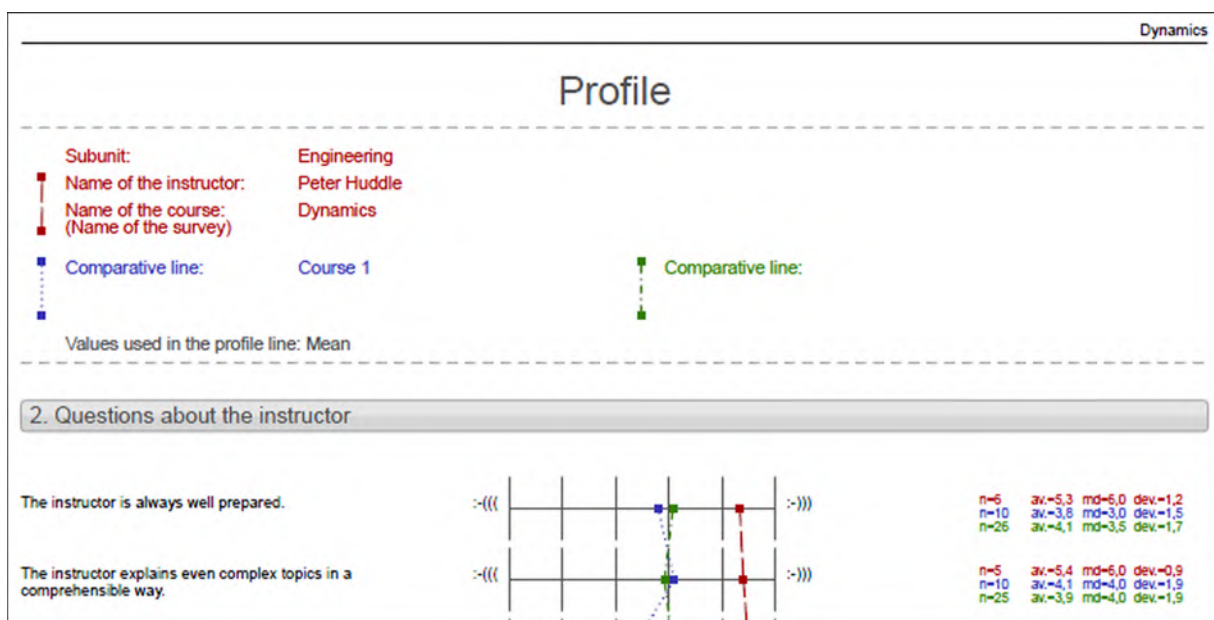 Dynamics
Profile
Subunit: Engineering
Name of the instructor: Peter Huddle
Name of the course: Dynamics
(Name of the survey)
Comparative line: Course 1 Comparative line:
Values used in the profile line: Mean
2. Questions about the instructor
The instructor is always well prepared. :-((( :-)))
n=6 av.=5,3 md=6,0 dev.=1,2
n=10 av.=3,8 md=3,0 dev.=1,5
n=26 av.=4,1 md=3,5 dev.=1,7
The instructor explains even complex topics in a
comprehensible way. :-((( :-)))
n=5 av.=5,4 md=6,0 dev.=0,9
n=10 av.=4,1 md=4,0 dev.=1,9
n=25 av.=3,9 md=4,0 dev.=1,9